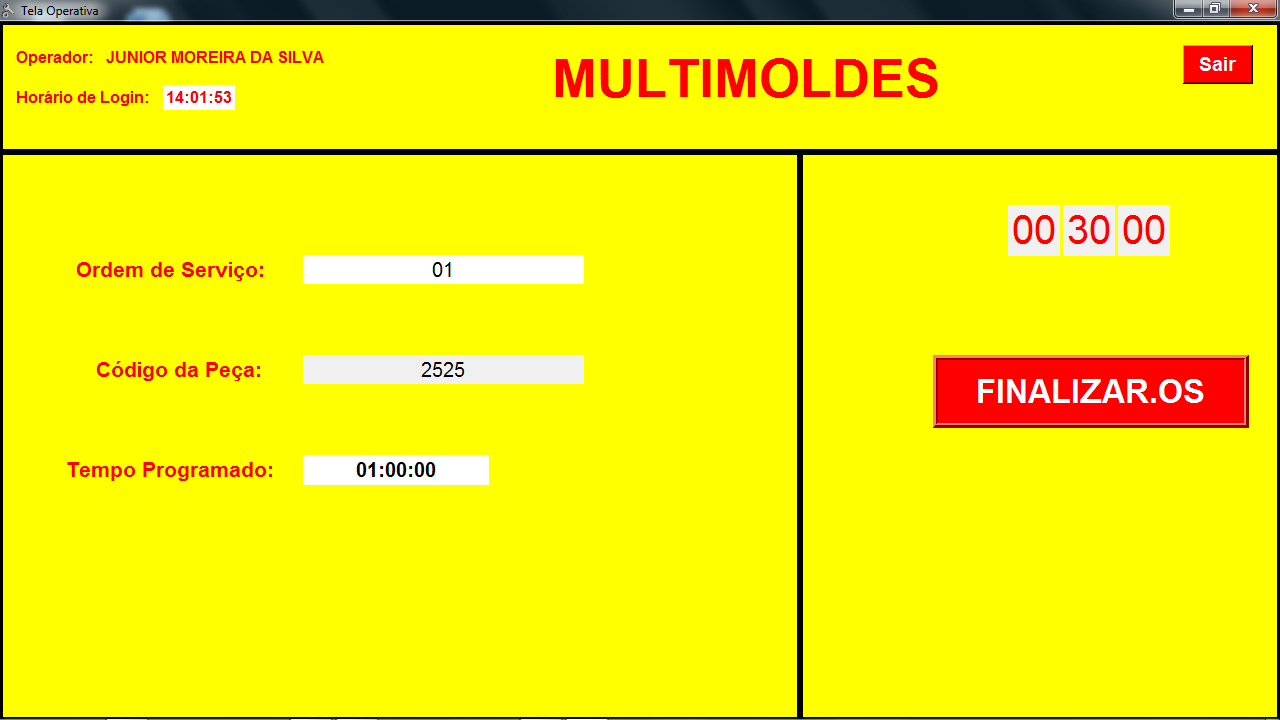 Tela Operativa
Operador: JUNIOR MOREIRA DA SILVA
MULTIMOLDES
Sair
Horário de Login: 14:01:53
00 30 00
Ordem de Serviço: 01
Código da Peça: 2525
FINALIZAR.OS
Tempo Programado: 01:00:00